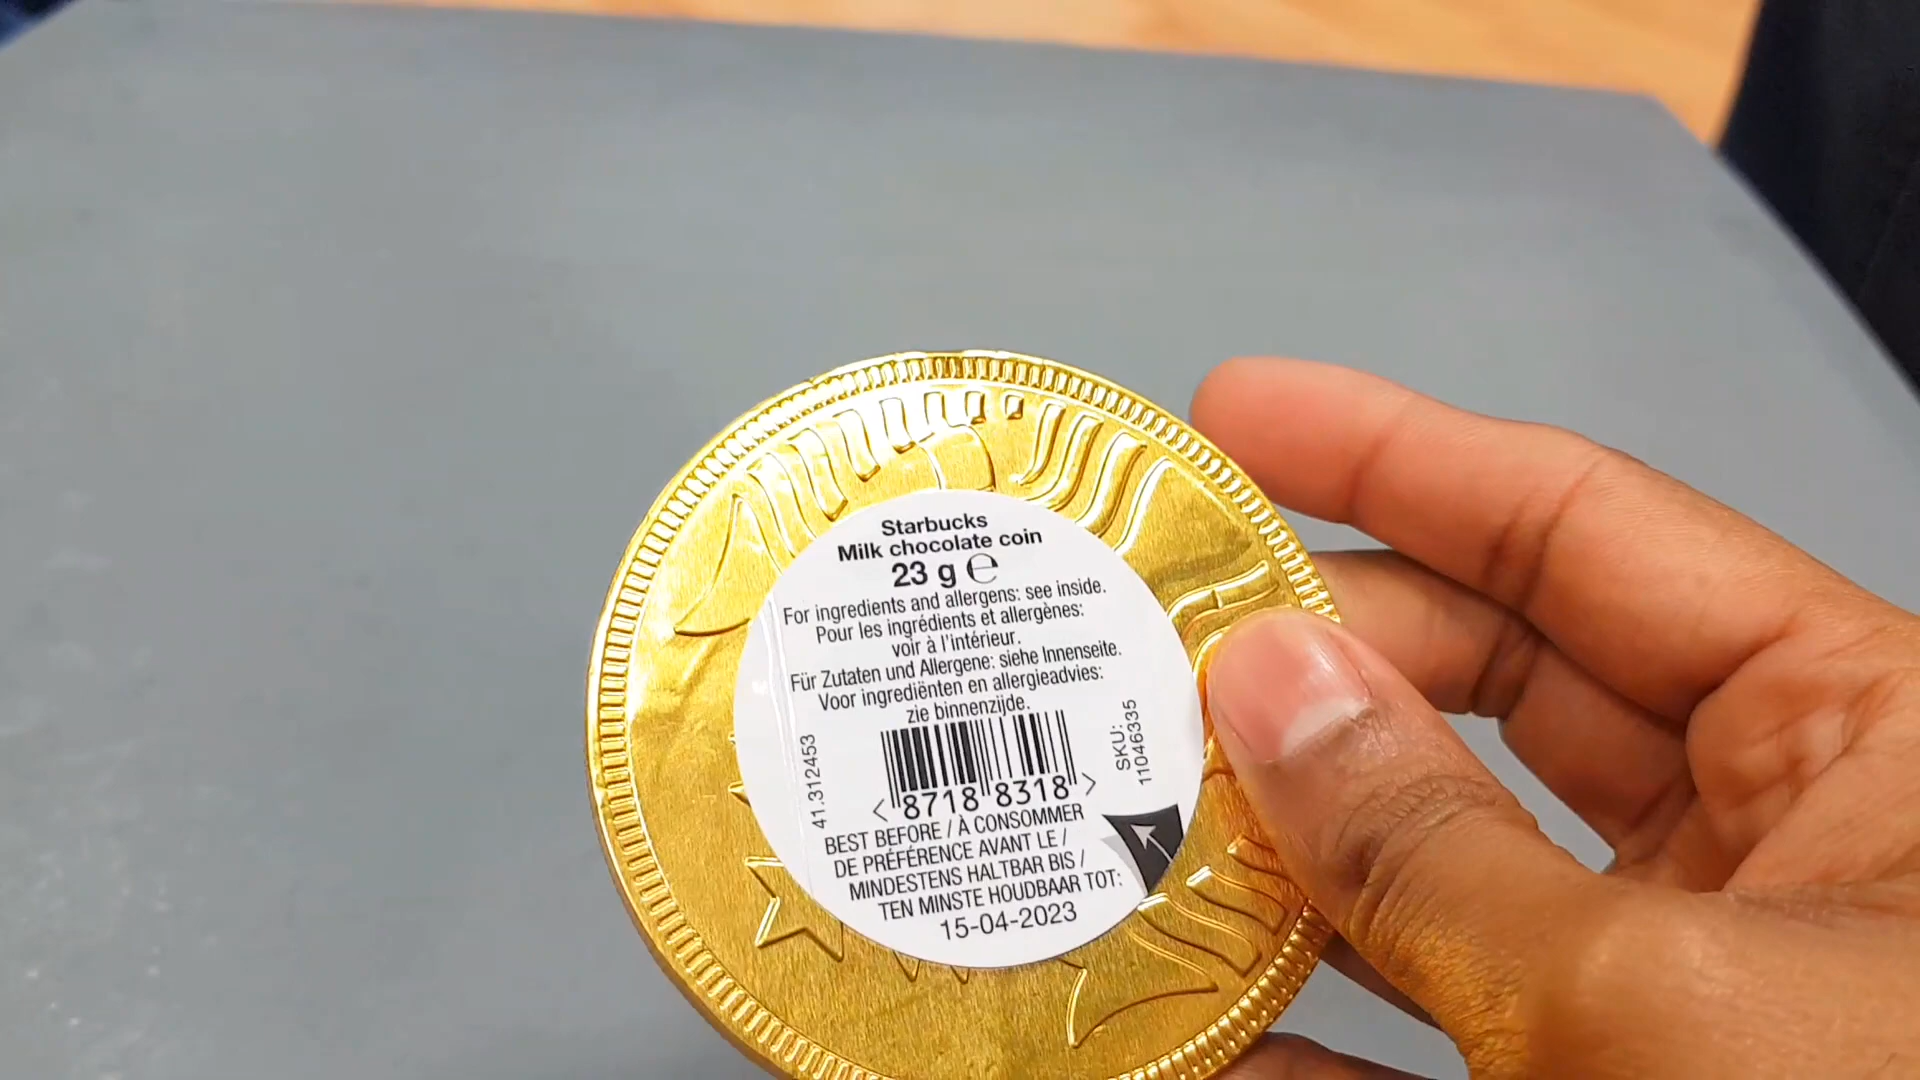 Starbucks
Milk chocolate coin
23 g ℮
For ingredients and allergens: see inside.
Pour les ingrédients et allergènes:
voir à l'intérieur.
Für Zutaten und Allergene: siehe Innenseite.
Voor ingrediënten en allergieadvies:
zie binnenzijde.
41.312453
SKU:
11046335
<8718 8318>
BEST BEFORE / À CONSOMMER
DE PRÉFÉRENCE AVANT LE /
MINDESTENS HALTBAR BIS /
TEN MINSTE HOUDBAAR TOT:
15-04-2023